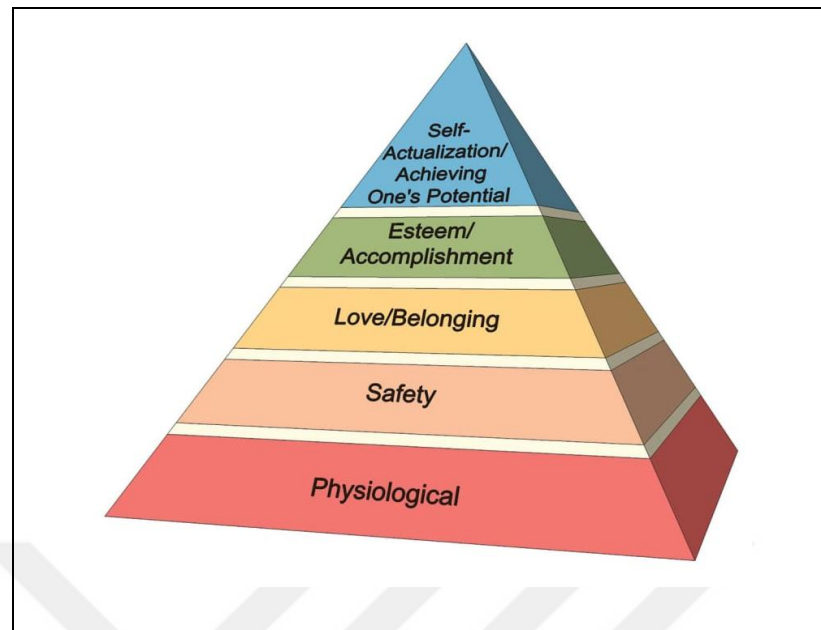 Self-
Actualization/
Achieving
One's Potential
Esteem/
Accomplishment
Love/Belonging
Safety
Physiological